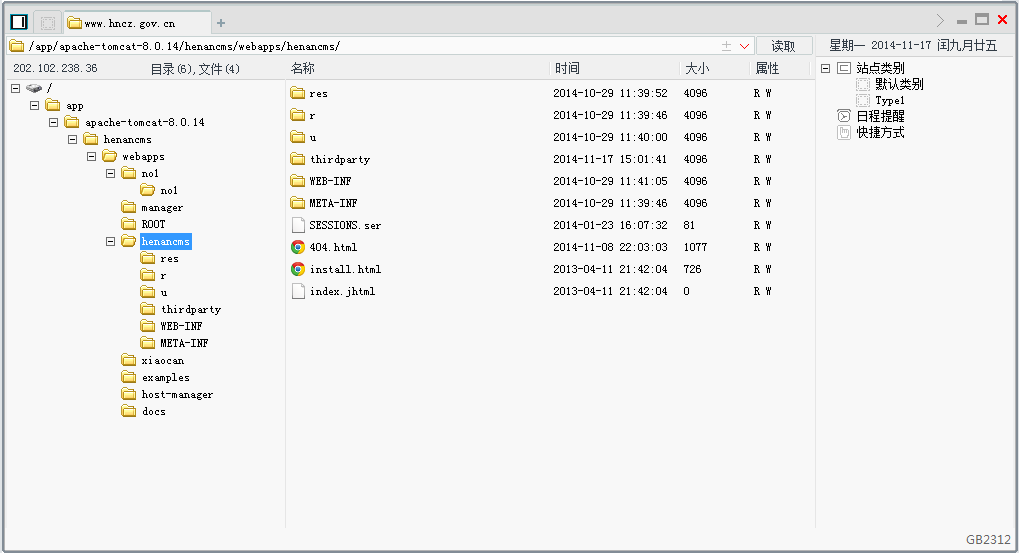 www.hncz.gov.cn
/app/apache-tomcat-8.0.14/henancms/webapps/henancms/ 读取 星期一 2014-11-17 闰九月廿五
202.102.238.36 目录(6),文件(4) 名称 时间 大小 属性
/
app
apache-tomcat-8.0.14
henancms
webapps
no1
no1
manager
ROOT
henancms
res
r
u
thirdparty
WEB-INF
META-INF
xiaocan
examples
host-manager
docs
res 2014-10-29 11:39:52 4096 R W
r 2014-10-29 11:39:46 4096 R W
u 2014-10-29 11:40:00 4096 R W
thirdparty 2014-11-17 15:01:41 4096 R W
WEB-INF 2014-10-29 11:41:05 4096 R W
META-INF 2014-10-29 11:39:46 4096 R W
SESSIONS.ser 2014-01-23 16:07:32 81 R W
404.html 2014-11-08 22:03:03 1077 R W
install.html 2013-04-11 21:42:04 726 R W
index.jhtml 2013-04-11 21:42:04 0 R W
站点类别
默认类别
Type1
日程提醒
快捷方式
GB2312